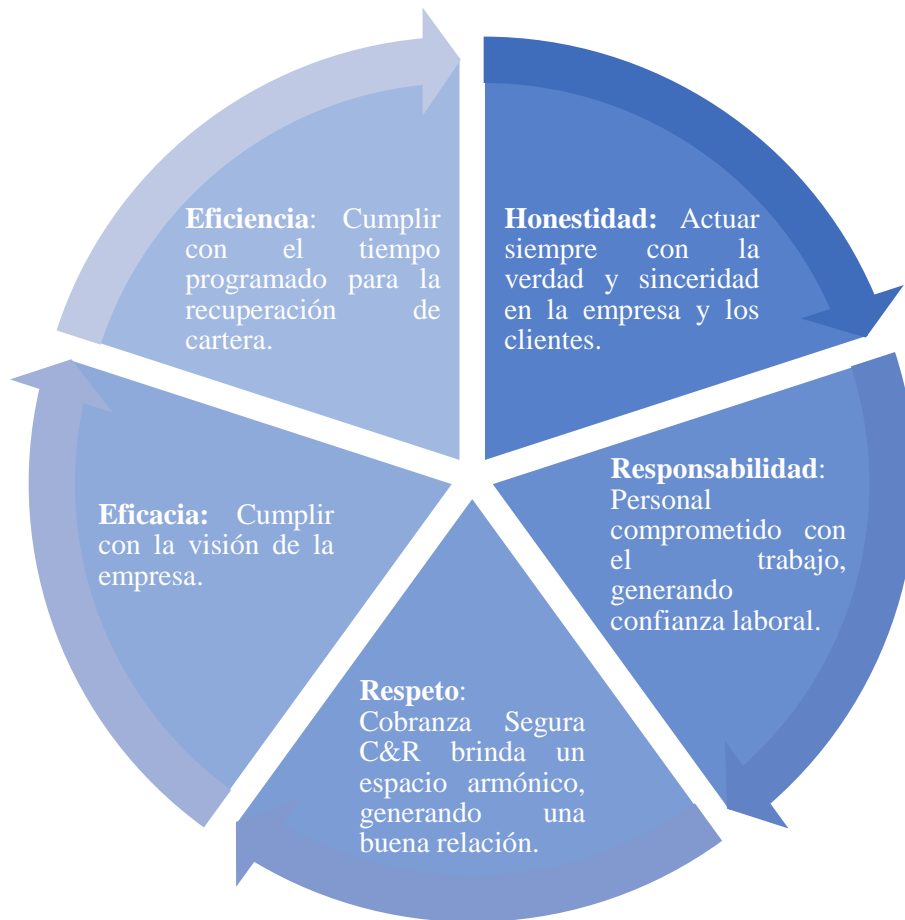 Eficiencia: Cumplir
con el tiempo
programado para la
recuperación de
cartera.
Honestidad: Actuar
siempre con la
verdad y sinceridad
en la empresa y los
clientes.
Responsabilidad:
Personal
comprometido con
el trabajo,
generando
confianza laboral.
Respeto:
Cobranza Segura
C&R brinda un
espacio armónico,
generando una
buena relación.
Eficacia: Cumplir
con la visión de la
empresa.